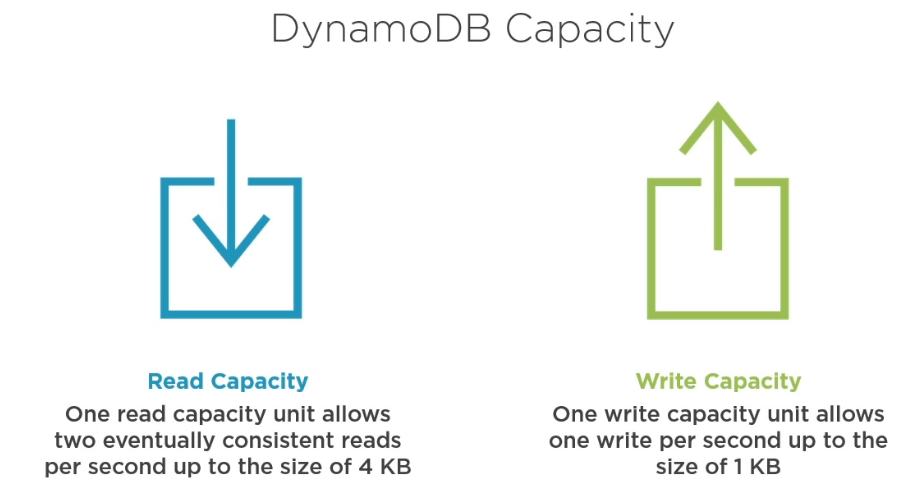 DynamoDB Capacity
Read Capacity
One read capacity unit allows
two eventually consistent reads
per second up to the size of 4 KB
Write Capacity
One write capacity unit allows
one write per second up to the
size of 1 KB